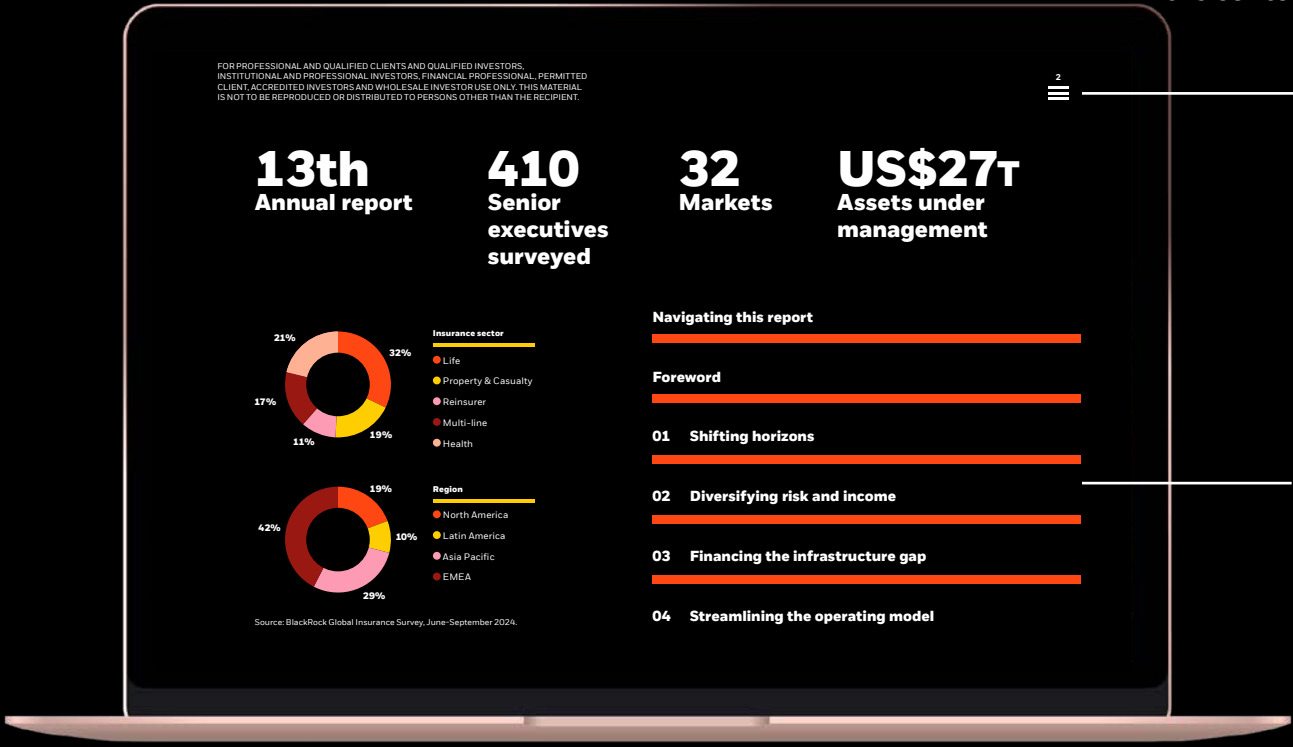 FOR PROFESSIONAL AND QUALIFIED CLIENTS AND QUALIFIED INVESTORS,
INSTITUTIONAL AND PROFESSIONAL INVESTORS, FINANCIAL PROFESSIONAL, PERMITTED
CLIENT, ACCREDITED INVESTORS AND WHOLESALE INVESTOR USE ONLY. THIS MATERIAL
IS NOT TO BE REPRODUCED OR DISTRIBUTED TO PERSONS OTHER THAN THE RECIPIENT.
2
13th
Annual report
410
Senior
executives
surveyed
32
Markets
US$27T
Assets under
management
21%
32%
17%
11%
19%
Insurance sector
Life
Property & Casualty
Reinsurer
Multi-line
Health
19%
42%
10%
29%
Region
North America
Latin America
Asia Pacific
EMEA
Source: BlackRock Global Insurance Survey, June-September 2024.
Navigating this report
Foreword
01 Shifting horizons
02 Diversifying risk and income
03 Financing the infrastructure gap
04 Streamlining the operating model